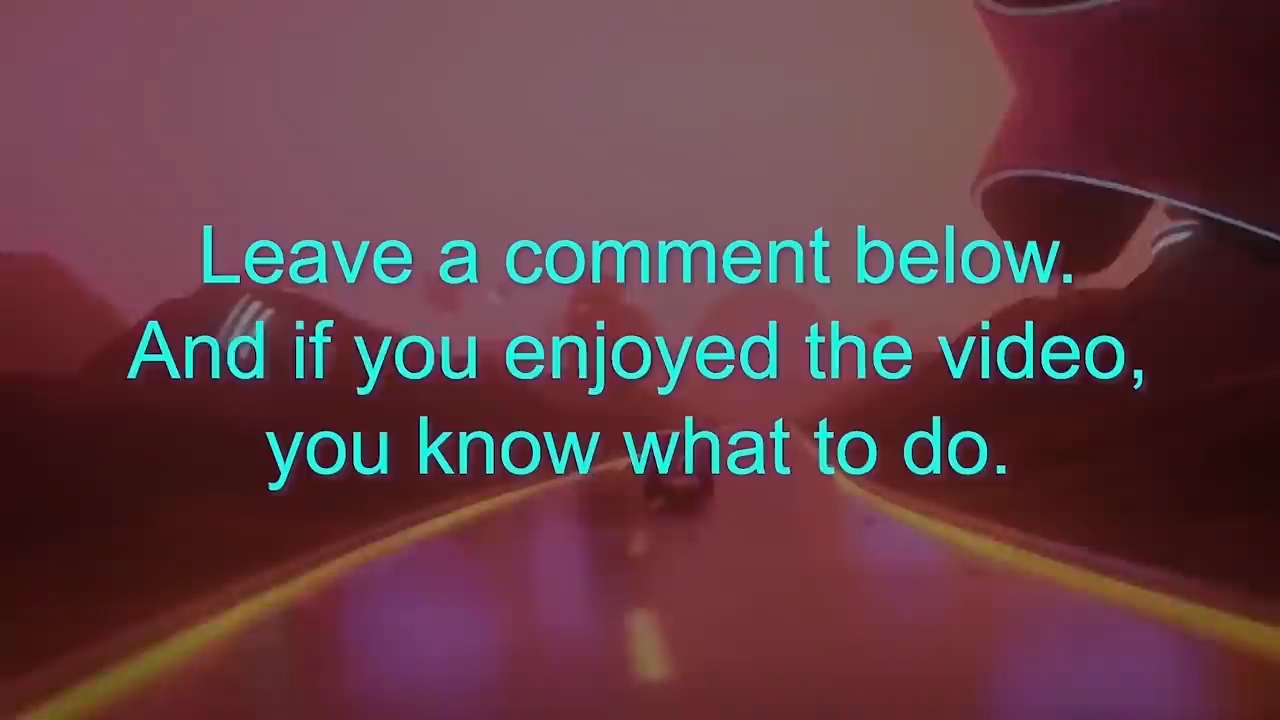 Leave a comment below.
And if you enjoyed the video,
you know what to do.